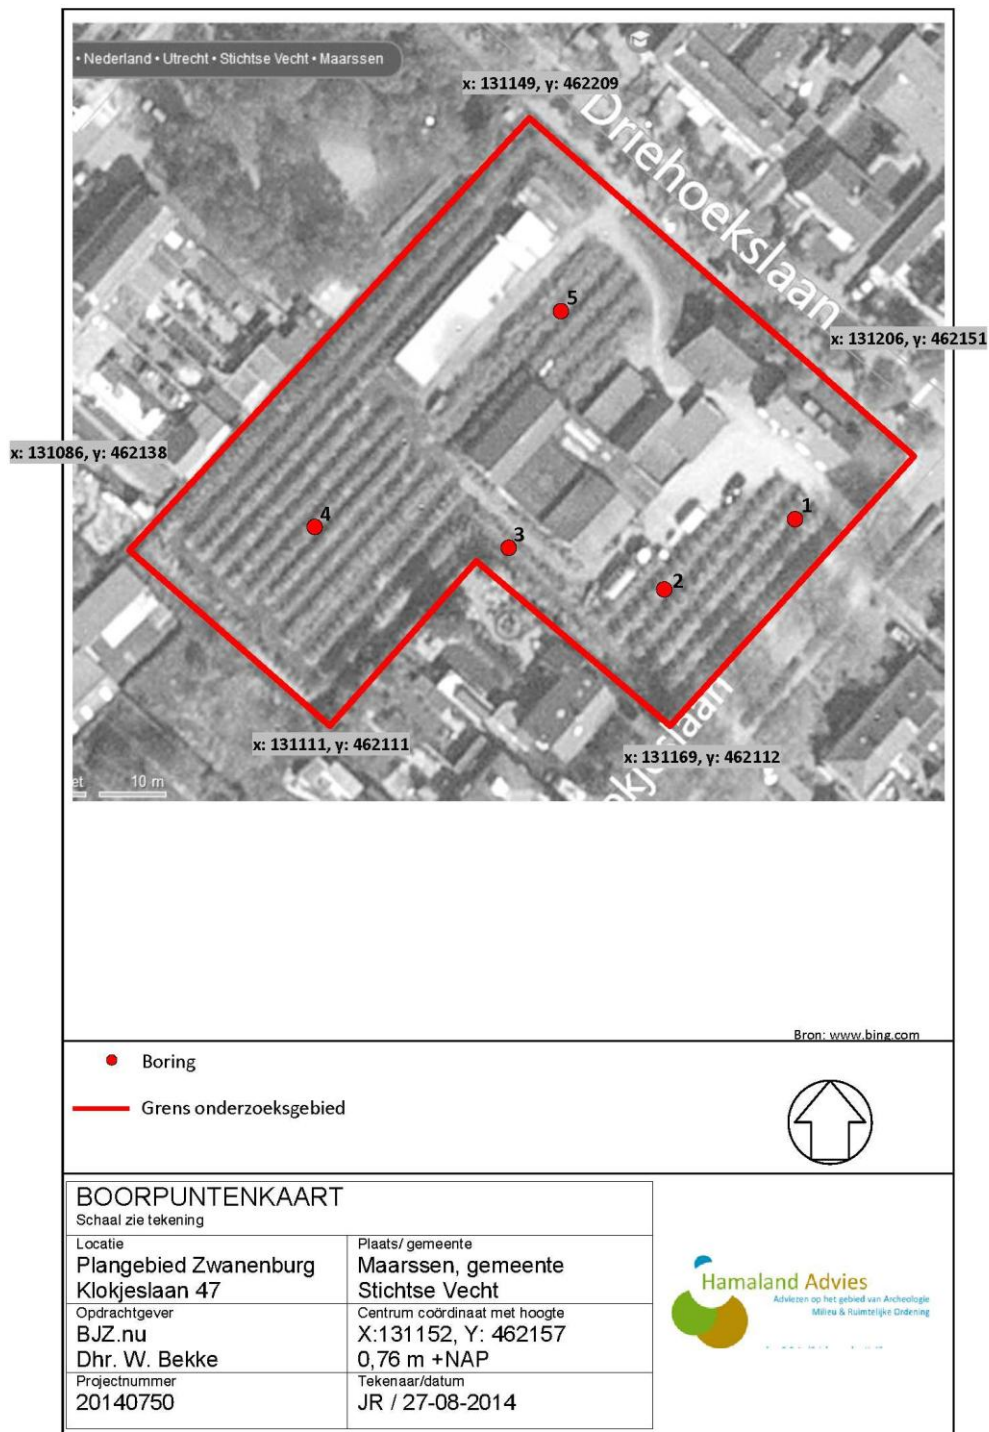 • Nederland • Utrecht • Stichtse Vecht • Maarssen
x: 131149, y: 462209
Driehoekslaan
x: 131206, y: 462151
5
x: 131086, y: 462138
4
3
1
2
x: 131111, y: 462111
x: 131169, y: 462112
okjeslaan
et 10 m
Bron: www.bing.com
Boring
Grens onderzoeksgebied
BOORPUNTENKAART
Schaal zie tekening
Locatie
Plangebied Zwanenburg
Klokjeslaan 47
Plaats/ gemeente
Maarssen, gemeente
Stichtse Vecht
Opdrachtgever
BJZ.nu
Dhr. W. Bekke
Centrum coördinaat met hoogte
X:131152, Y: 462157
0,76 m +NAP
Projectnummer
20140750
Tekenaar/datum
JR / 27-08-2014
Hamaland Advies
Adviezen op het gebied van Archeologie
Milieu & Ruimtelijke Ordening